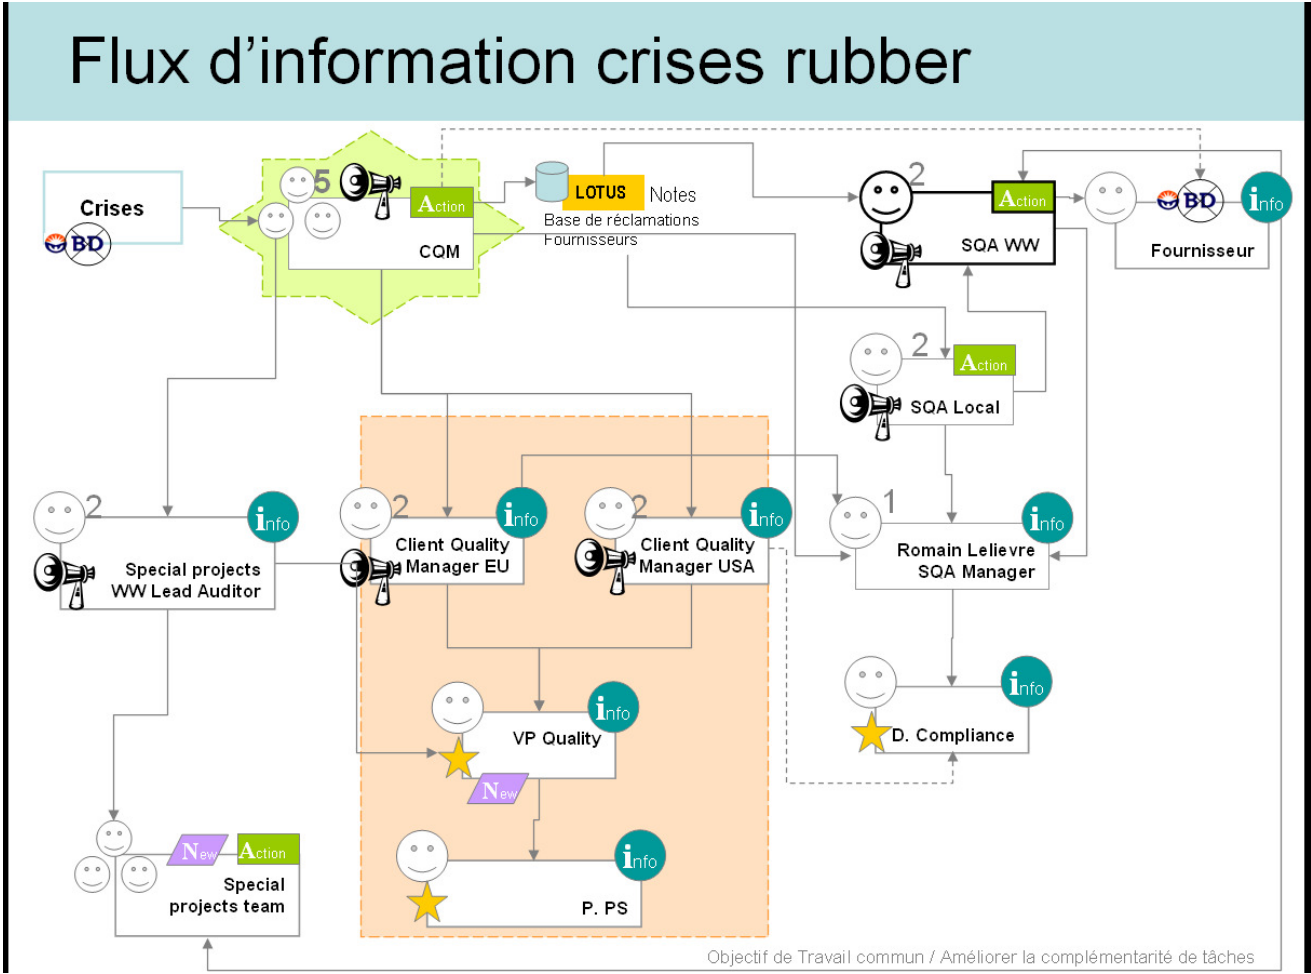 Flux d’information crises rubber
Crises
BD
5
Action
CQM
LOTUS Notes
Base de réclamations
Fournisseurs
2
Action
SQA WW
BD
info
Fournisseur
2
Action
SQA Local
2
info
Special projects
WW Lead Auditor
2
info
Client Quality
Manager EU
2
info
Client Quality
Manager USA
1
info
Romain Lelievre
SQA Manager
info
VP Quality
New
info
D. Compliance
New
Action
Special
projects team
info
P. PS
Objectif de Travail commun / Améliorer la complémentarité de tâches